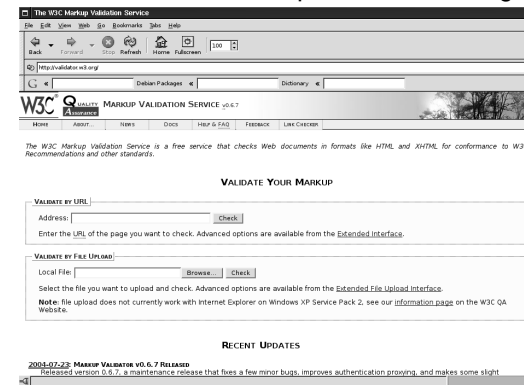 The W3C Markup Validation Service
File Edit View Web Go Bookmarks Tabs Help
Back Forward Stop Refresh Home Fullscreen 100
http://validator.w3.org/
G « Debian Packages « Dictionary «
W3C® QUALITY Assurance MARKUP VALIDATION SERVICE v0.6.7
HOME ABOUT... NEWS DOCS HELP & FAQ FEEDBACK LINK CHECKER
The W3C Markup Validation Service is a free service that checks Web documents in formats like HTML and XHTML for conformance to W3
Recommendations and other standards.
VALIDATE YOUR MARKUP
VALIDATE BY URL
Address: Check
Enter the URL of the page you want to check. Advanced options are available from the Extended Interface.
VALIDATE BY FILE UPLOAD
Local File: Browse... Check
Select the file you want to upload and check. Advanced options are available from the Extended File Upload Interface.
Note: file upload does not currently work with Internet Explorer on Windows XP Service Pack 2, see our information page on the W3C QA
Website.
RECENT UPDATES
2004-07-23: MARKUP VALIDATOR V0.6.7 RELEASED
Released version 0.6.7, a maintenance release that fixes a few minor bugs, improves authentication proxying, and makes some slight